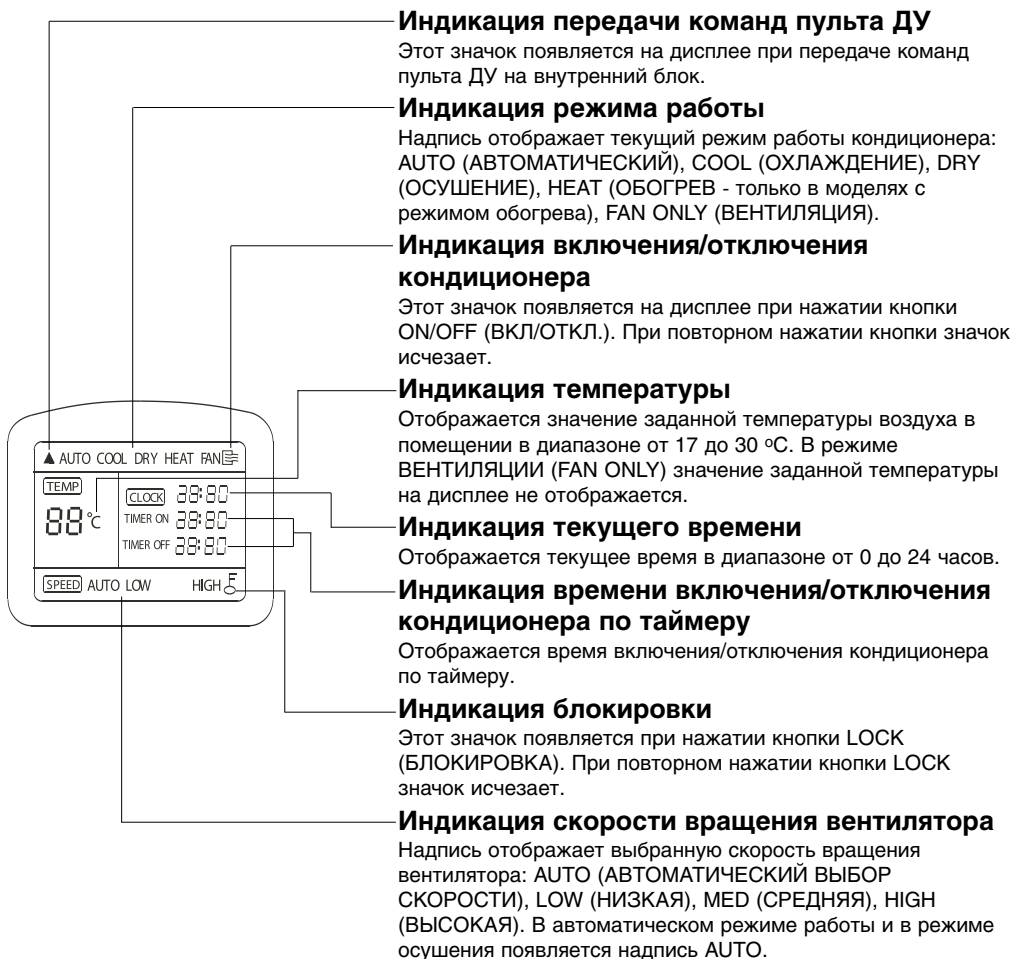 Индикация передачи команд пульта ДУ
Этот значок появляется на дисплее при передаче команд
пульта ДУ на внутренний блок.
Индикация режима работы
Надпись отображает текущий режим работы кондиционера:
AUTO (АВТОМАТИЧЕСКИЙ), COOL (ОХЛАЖДЕНИЕ), DRY
(ОСУШЕНИЕ), HEAT (ОБОГРЕВ - только в моделях с
режимом обогрева), FAN ONLY (ВЕНТИЛЯЦИЯ).
Индикация включения/отключения
кондиционера
Этот значок появляется на дисплее при нажатии кнопки
ON/OFF (ВКЛ/ОТКЛ.). При повторном нажатии кнопки значок
исчезает.
Индикация температуры
Отображается значение заданной температуры воздуха в
помещении в диапазоне от 17 до 30 ºC. В режиме
ВЕНТИЛЯЦИИ (FAN ONLY) значение заданной температуры
на дисплее не отображается.
Индикация текущего времени
Отображается текущее время в диапазоне от 0 до 24 часов.
Индикация времени включения/отключения
кондиционера по таймеру
Отображается время включения/отключения кондиционера
по таймеру.
Индикация блокировки
Этот значок появляется при нажатии кнопки LOCK
(БЛОКИРОВКА). При повторном нажатии кнопки LOCK
значок исчезает.
Индикация скорости вращения вентилятора
Надпись отображает выбранную скорость вращения
вентилятора: AUTO (АВТОМАТИЧЕСКИЙ ВЫБОР
СКОРОСТИ), LOW (НИЗКАЯ), MED (СРЕДНЯЯ), HIGH
(ВЫСОКАЯ). В автоматическом режиме работы и в режиме
осушения появляется надпись AUTO.
AUTO COOL DRY HEAT FAN
TEMP
88°C
CLOCK 38:80
TIMER ON 38:80
TIMER OFF 38:80
SPEED AUTO LOW HIGH